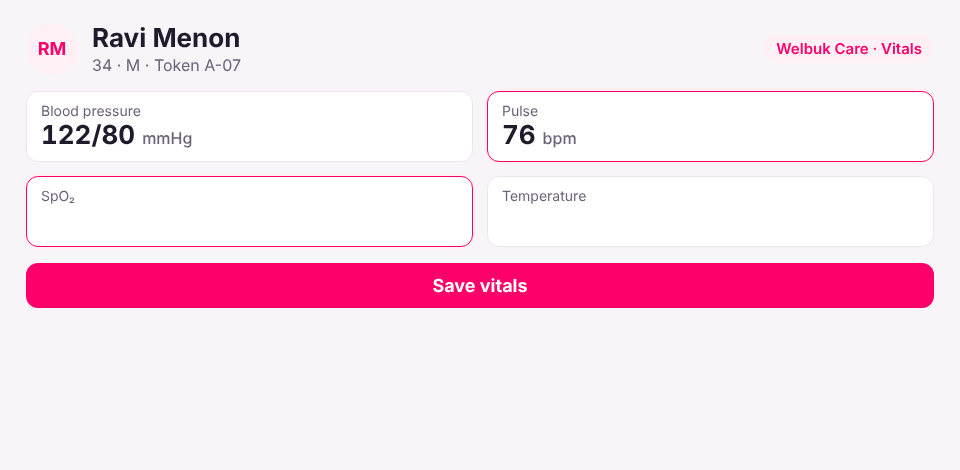 RM
Ravi Menon
34 · M · Token A-07
Welbuk Care · Vitals
Blood pressure
122/80 mmHg
Pulse
76 bpm
SpO₂
Temperature
Save vitals